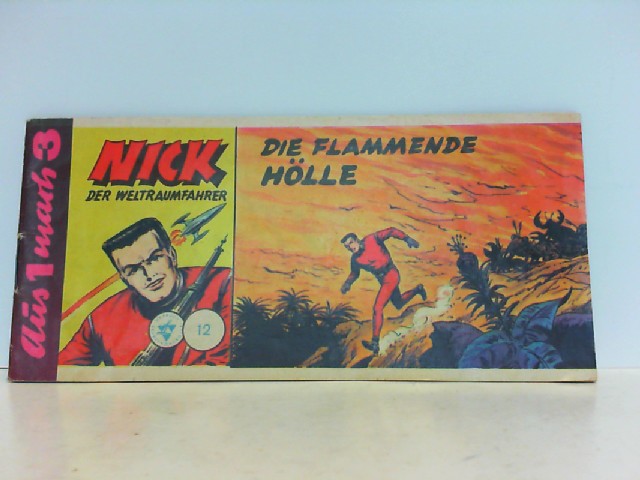 Aus 1 mach 3
NICK
DER WELTRAUMFAHRER
12
DIE FLAMMENDE
HÖLLE